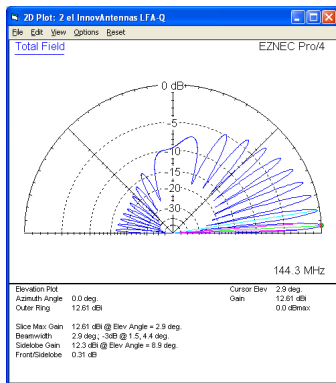 2D Plot: 2 el InnovAntennas LFA-Q
File Edit View Options Reset
Total Field EZNEC Pro/4
0 dB
-5
-10
-15
-20
-30
144.3 MHz
Elevation Plot Cursor Elev 2.9 deg.
Azimuth Angle 0.0 deg. Gain 12.61 dBi
Outer Ring 12.61 dBi 0.0 dBmax
Slice Max Gain 12.61 dBi @ Elev Angle = 2.9 deg.
Beamwidth 2.9 deg.; -3dB @ 1.5, 4.4 deg.
Sidelobe Gain 12.3 dBi @ Elev Angle = 8.9 deg.
Front/Sidelobe 0.31 dB